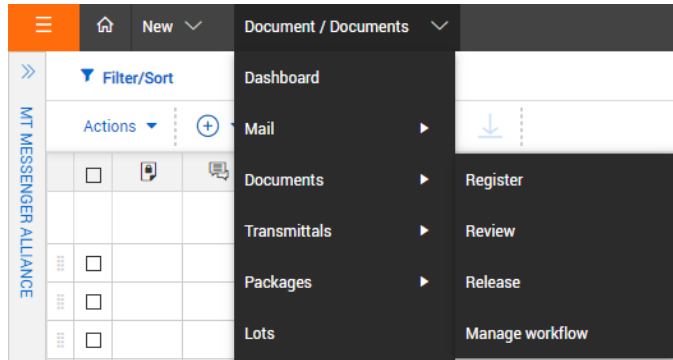 New
Document / Documents
Filter/Sort
Dashboard
Actions
Mail
Documents
Register
Transmittals
Review
Packages
Release
Lots
Manage workflow
MT MESSENGER ALLIANCE